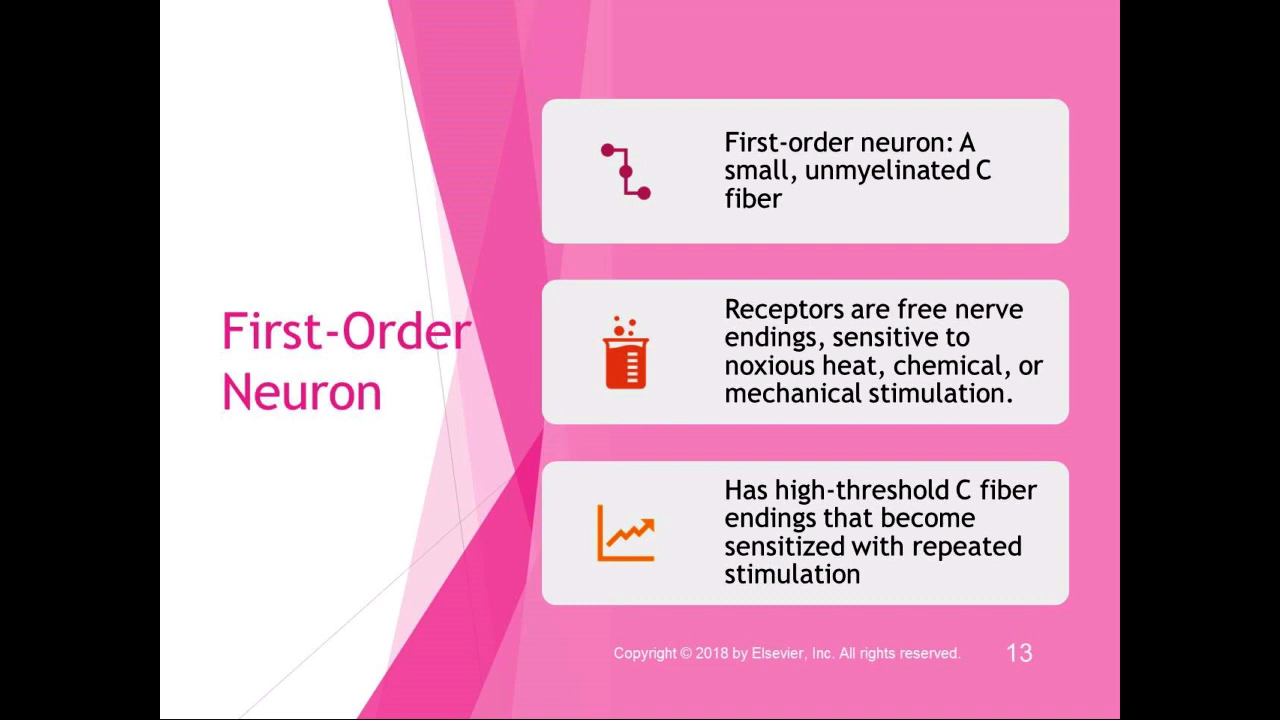 First-Order
Neuron
First-order neuron: A
small, unmyelinated C
fiber
Receptors are free nerve
endings, sensitive to
noxious heat, chemical, or
mechanical stimulation.
Has high-threshold C fiber
endings that become
sensitized with repeated
stimulation
Copyright © 2018 by Elsevier, Inc. All rights reserved.
13